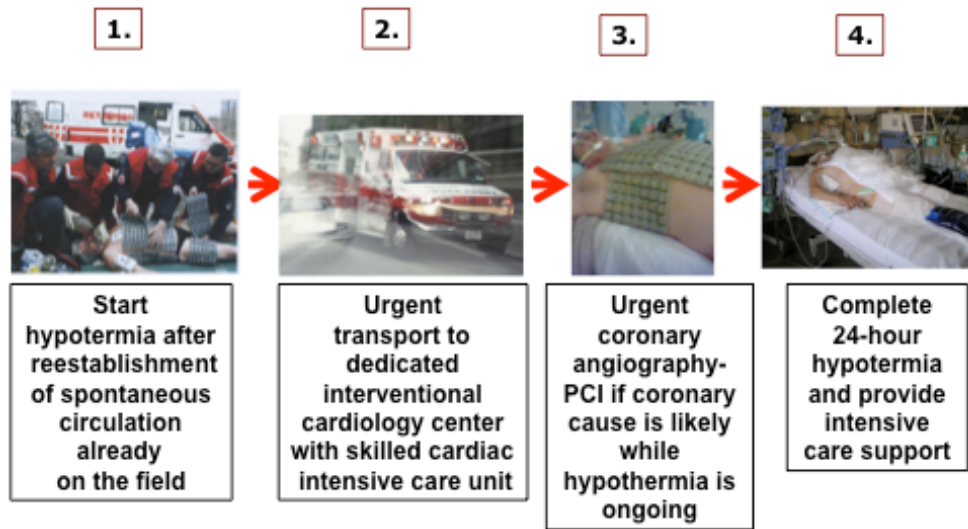 1.
2.
3.
4.
Start
hypotermia after
reestablishment
of spontaneous
circulation
already
on the field
Urgent
transport to
dedicated
interventional
cardiology center
with skilled cardiac
intensive care unit
Urgent
coronary
angiography-
PCI if coronary
cause is likely
while
hypothermia is
ongoing
Complete
24-hour
hypotermia
and provide
intensive
care support